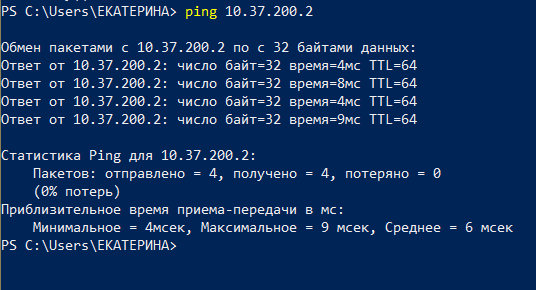 PS C:\Users\ЕКАТЕРИНА> ping 10.37.200.2
Обмен пакетами с 10.37.200.2 по с 32 байтами данных:
Ответ от 10.37.200.2: число байт=32 время=4мс TTL=64
Ответ от 10.37.200.2: число байт=32 время=8мс TTL=64
Ответ от 10.37.200.2: число байт=32 время=4мс TTL=64
Ответ от 10.37.200.2: число байт=32 время=9мс TTL=64
Статистика Ping для 10.37.200.2:
Пакетов: отправлено = 4, получено = 4, потеряно = 0
(0% потерь)
Приблизительное время приема-передачи в мс:
Минимальное = 4мсек, Максимальное = 9 мсек, Среднее = 6 мсек
PS C:\Users\ЕКАТЕРИНА>